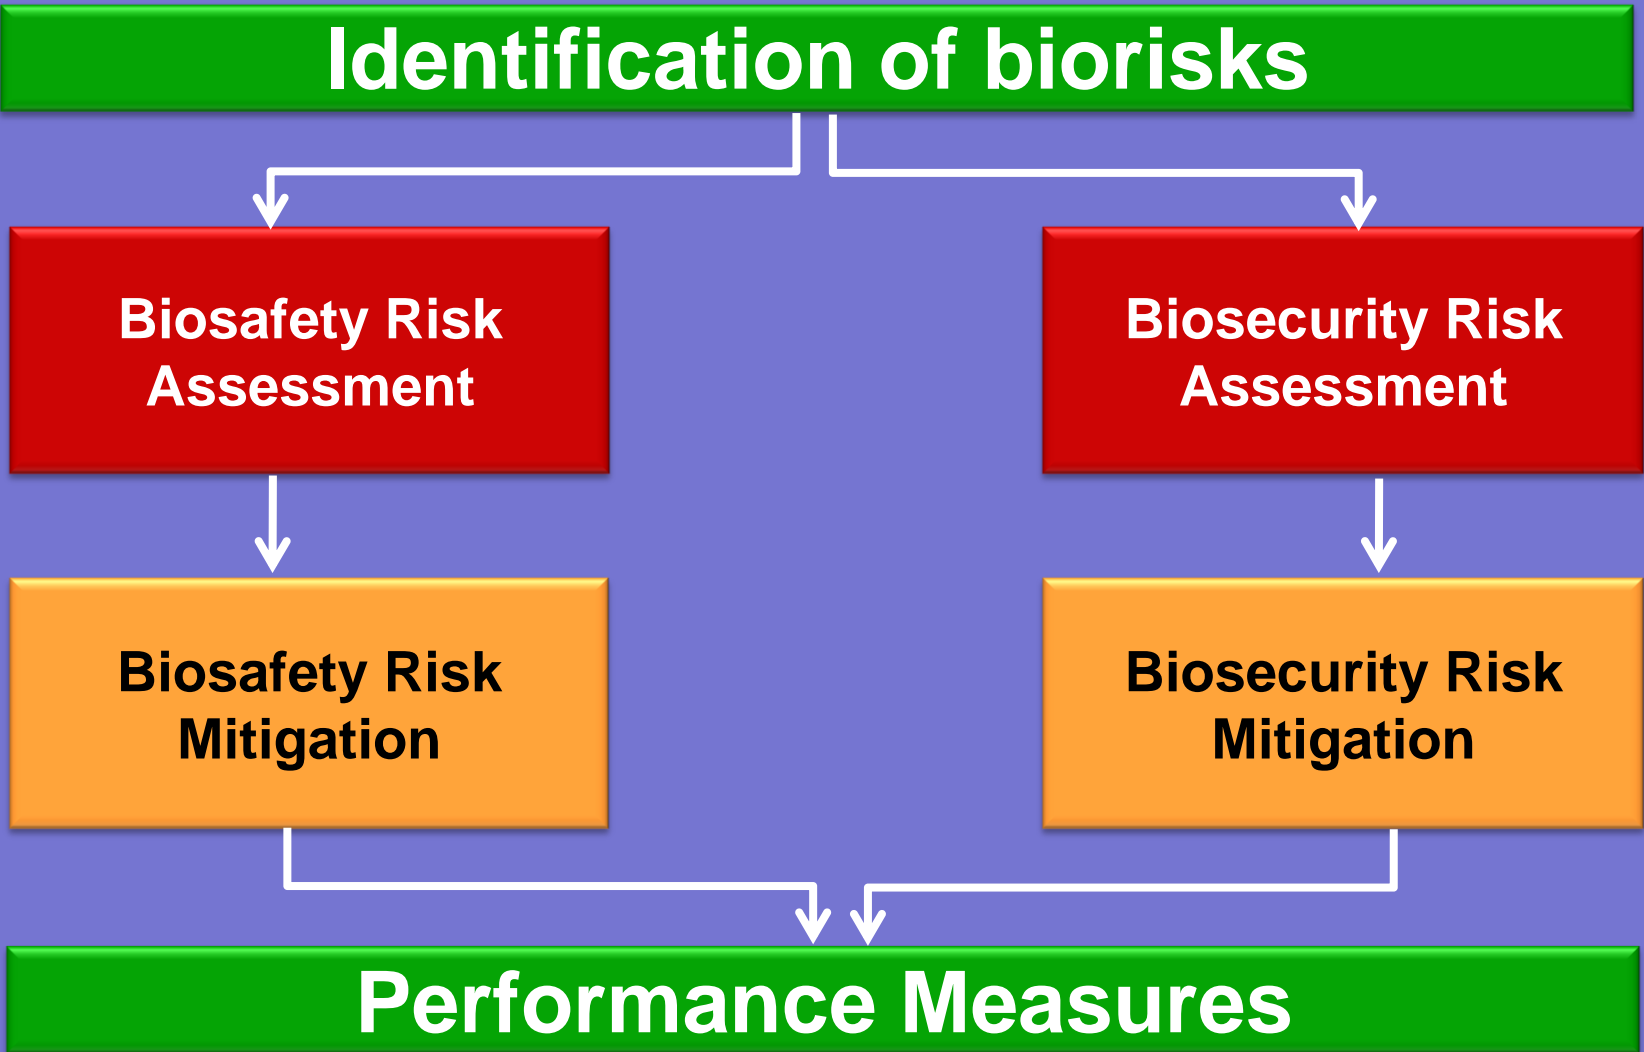 Identification of biorisks
Biosafety Risk
Assessment
Biosecurity Risk
Assessment
Biosafety Risk
Mitigation
Biosecurity Risk
Mitigation
Performance Measures